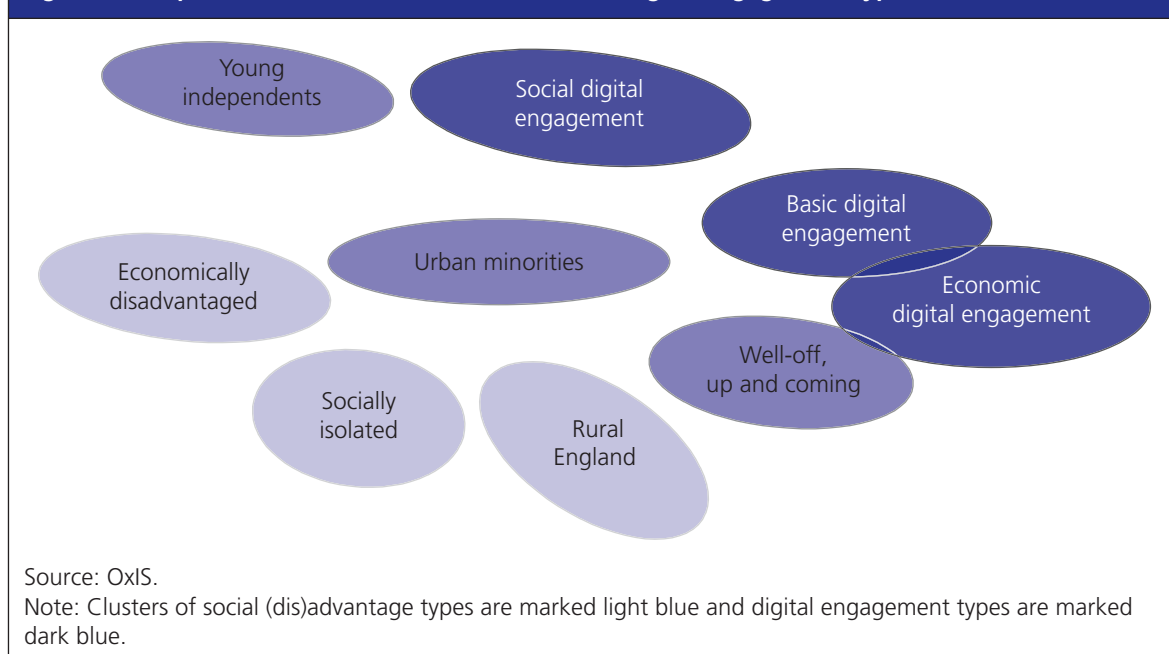 Young
independents
Social digital
engagement
Basic digital
engagement
Urban minorities
Economically
disadvantaged
Economic
digital engagement
Well-off,
up and coming
Socially
isolated
Rural
England
Source: OxIS.
Note: Clusters of social (dis)advantage types are marked light blue and digital engagement types are marked
dark blue.